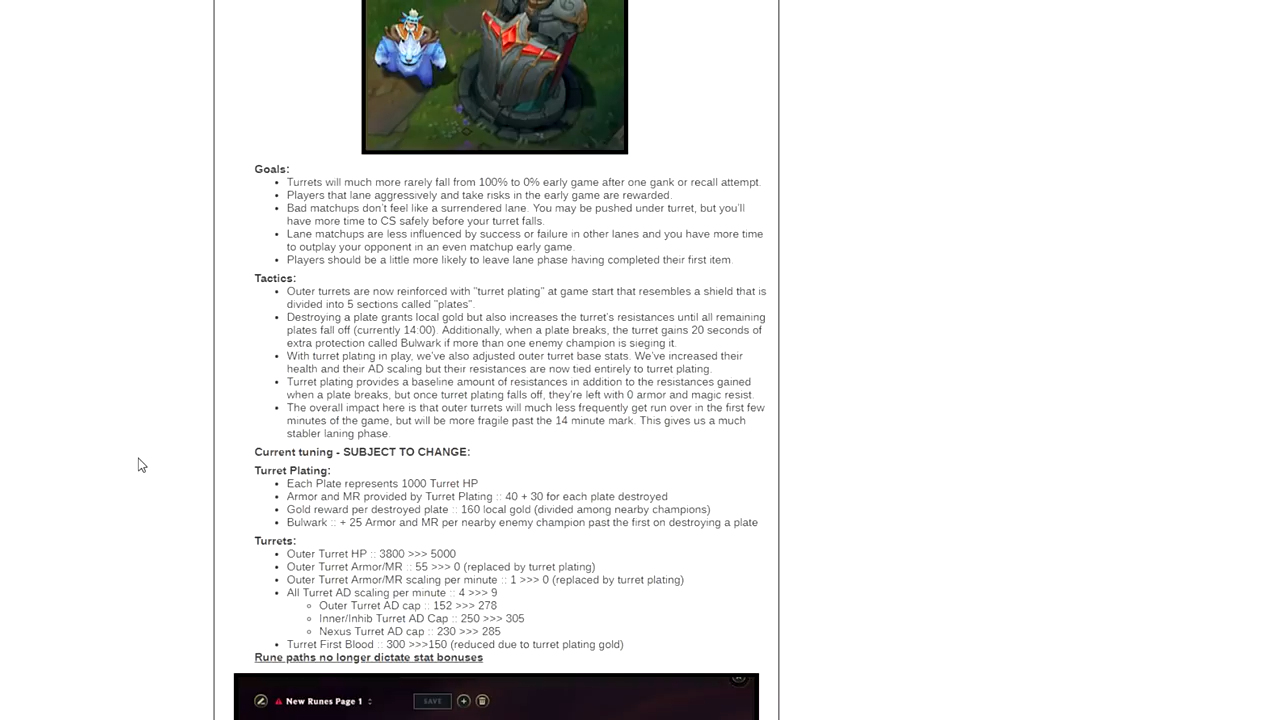 Goals:
• Turrets will much more rarely fall from 100% to 0% early game after one gank or recall attempt.
• Players that lane aggressively and take risks in the early game are rewarded.
• Bad matchups don't feel like a surrendered lane. You may be pushed under turret, but you'll
have more time to CS safely before your turret falls.
• Lane matchups are less influenced by success or failure in other lanes and you have more time
to outplay your opponent in an even matchup early game.
• Players should be a little more likely to leave lane phase having completed their first item.
Tactics:
• Outer turrets are now reinforced with "turret plating" at game start that resembles a shield that is
divided into 5 sections called "plates".
• Destroying a plate grants local gold but also increases the turret's resistances until all remaining
plates fall off (currently 14:00). Additionally, when a plate breaks, the turret gains 20 seconds of
extra protection called Bulwark if more than one enemy champion is sieging it.
• With turret plating in play, we've also adjusted outer turret base stats. We've increased their
health and their AD scaling but their resistances are now tied entirely to turret plating.
• Turret plating provides a baseline amount of resistances in addition to the resistances gained
when a plate breaks, but once turret plating falls off, they're left with 0 armor and magic resist.
• The overall impact here is that outer turrets will much less frequently get run over in the first few
minutes of the game, but will be more fragile past the 14 minute mark. This gives us a much
stabler laning phase.
Current tuning - SUBJECT TO CHANGE:
Turret Plating:
• Each Plate represents 1000 Turret HP
• Armor and MR provided by Turret Plating :: 40 + 30 for each plate destroyed
• Gold reward per destroyed plate :: 160 local gold (divided among nearby champions)
• Bulwark :: + 25 Armor and MR per nearby enemy champion past the first on destroying a plate
Turrets:
• Outer Turret HP :: 3800 >>> 5000
• Outer Turret Armor/MR :: 55 >>> 0 (replaced by turret plating)
• Outer Turret Armor/MR scaling per minute :: 1 >>> 0 (replaced by turret plating)
• All Turret AD scaling per minute :: 4 >>> 9
○ Outer Turret AD cap :: 152 >>> 278
○ Inner/Inhib Turret AD Cap :: 250 >>> 305
○ Nexus Turret AD cap :: 230 >>> 285
• Turret First Blood :: 300 >>>150 (reduced due to turret plating gold)
Rune paths no longer dictate stat bonuses
New Runes Page 1 SAVE